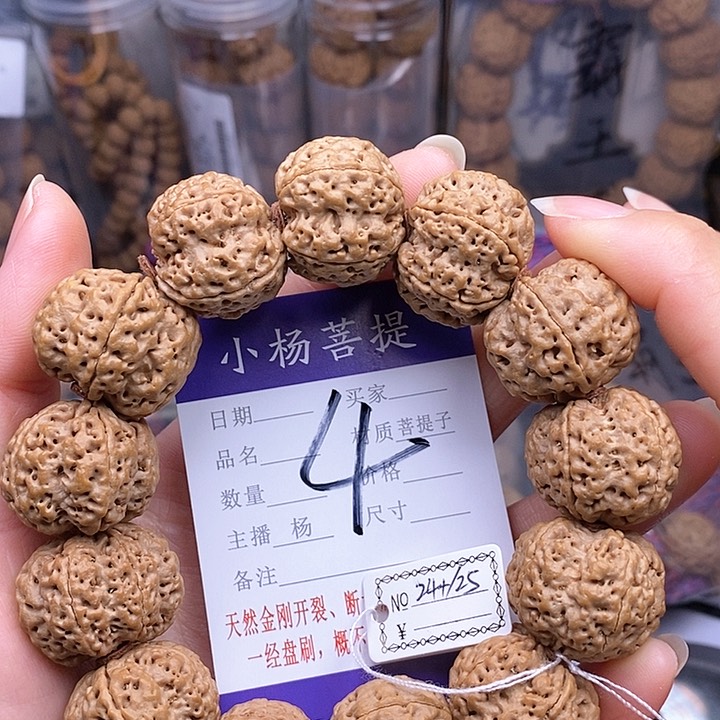 霸王
小杨菩提
日期 买家
品名 材质 菩提子
4
数量 价格
主播 杨 尺寸
备注
天然金刚开裂、断
一经盘刷，概
NO 24+/25
¥